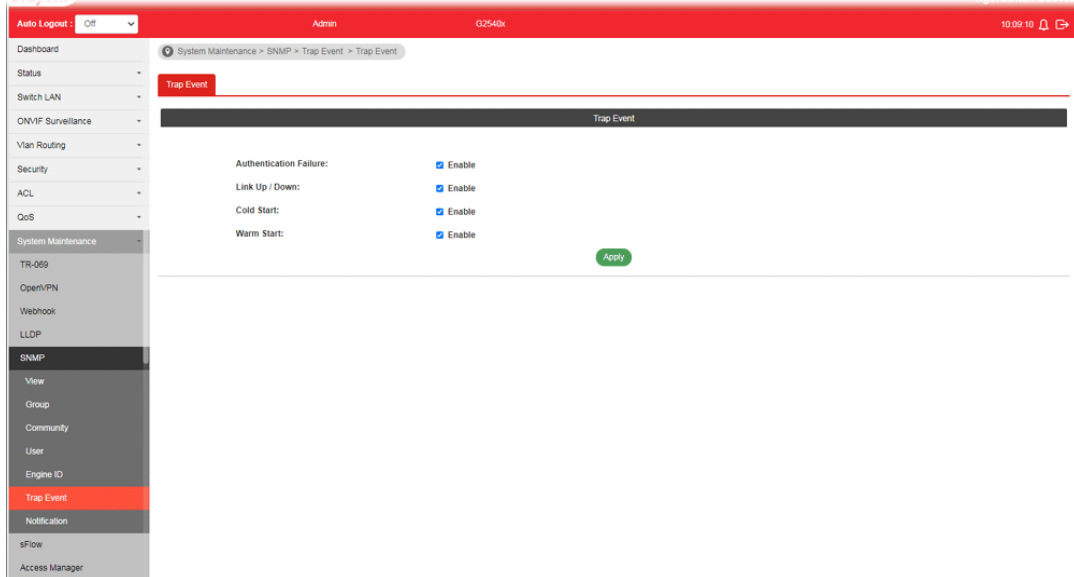 Auto Logout : Off Admin G2540x 10:09:10
Dashboard
System Maintenance > SNMP > Trap Event > Trap Event
Status
Trap Event
Switch LAN
ONVIF Surveillance
Trap Event
Vlan Routing
Security
Authentication Failure: Enable
Link Up / Down: Enable
ACL
Cold Start: Enable
QoS
Warm Start: Enable
System Maintenance
Apply
TR-069
OpenVPN
Webhook
LLDP
SNMP
View
Group
Community
User
Engine ID
Trap Event
Notification
sFlow
Access Manager